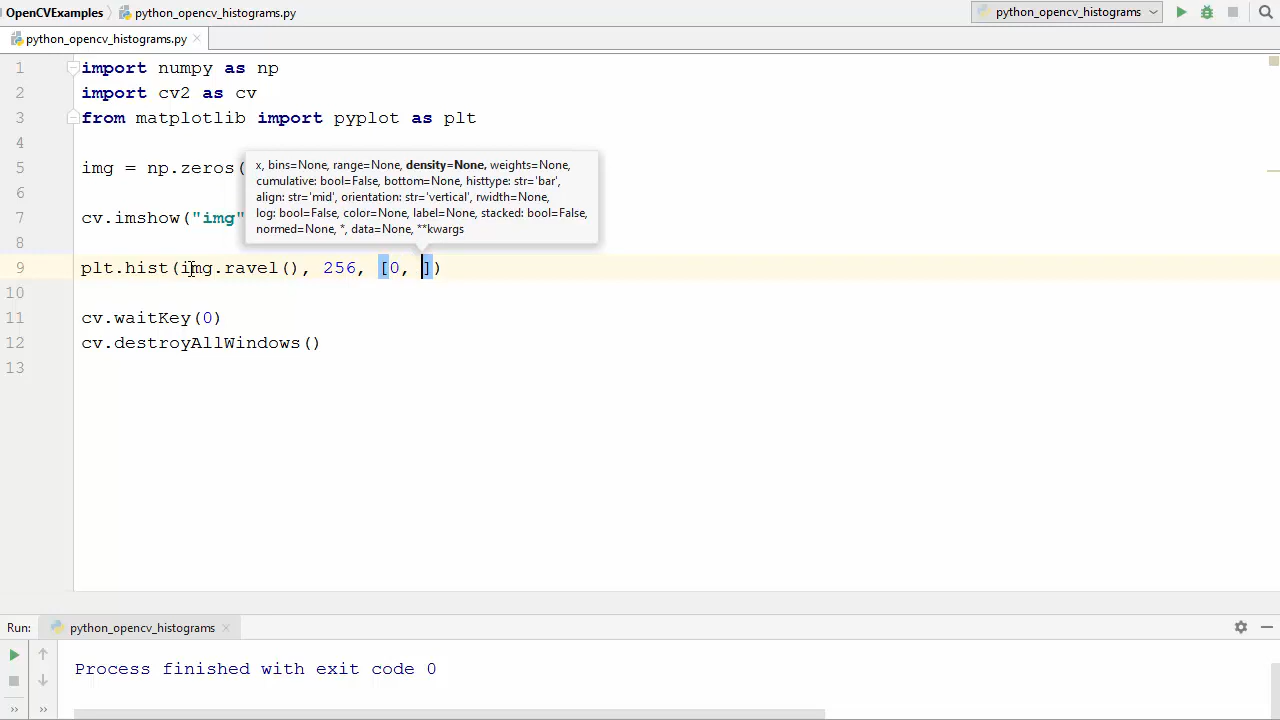 OpenCVExamples python_opencv_histograms.py python_opencv_histograms
python_opencv_histograms.py
1 import numpy as np
2 import cv2 as cv
3 from matplotlib import pyplot as plt
4
5 img = np.zeros(
x, bins=None, range=None, density=None, weights=None,
cumulative: bool=False, bottom=None, histtype: str='bar',
align: str='mid', orientation: str='vertical', rwidth=None,
log: bool=False, color=None, label=None, stacked: bool=False,
normed=None, *, data=None, **kwargs
6
7 cv.imshow("img"
8
9 plt.hist(img.ravel(), 256, [0, ])
10
11 cv.waitKey(0)
12 cv.destroyAllWindows()
13
Run: python_opencv_histograms
Process finished with exit code 0